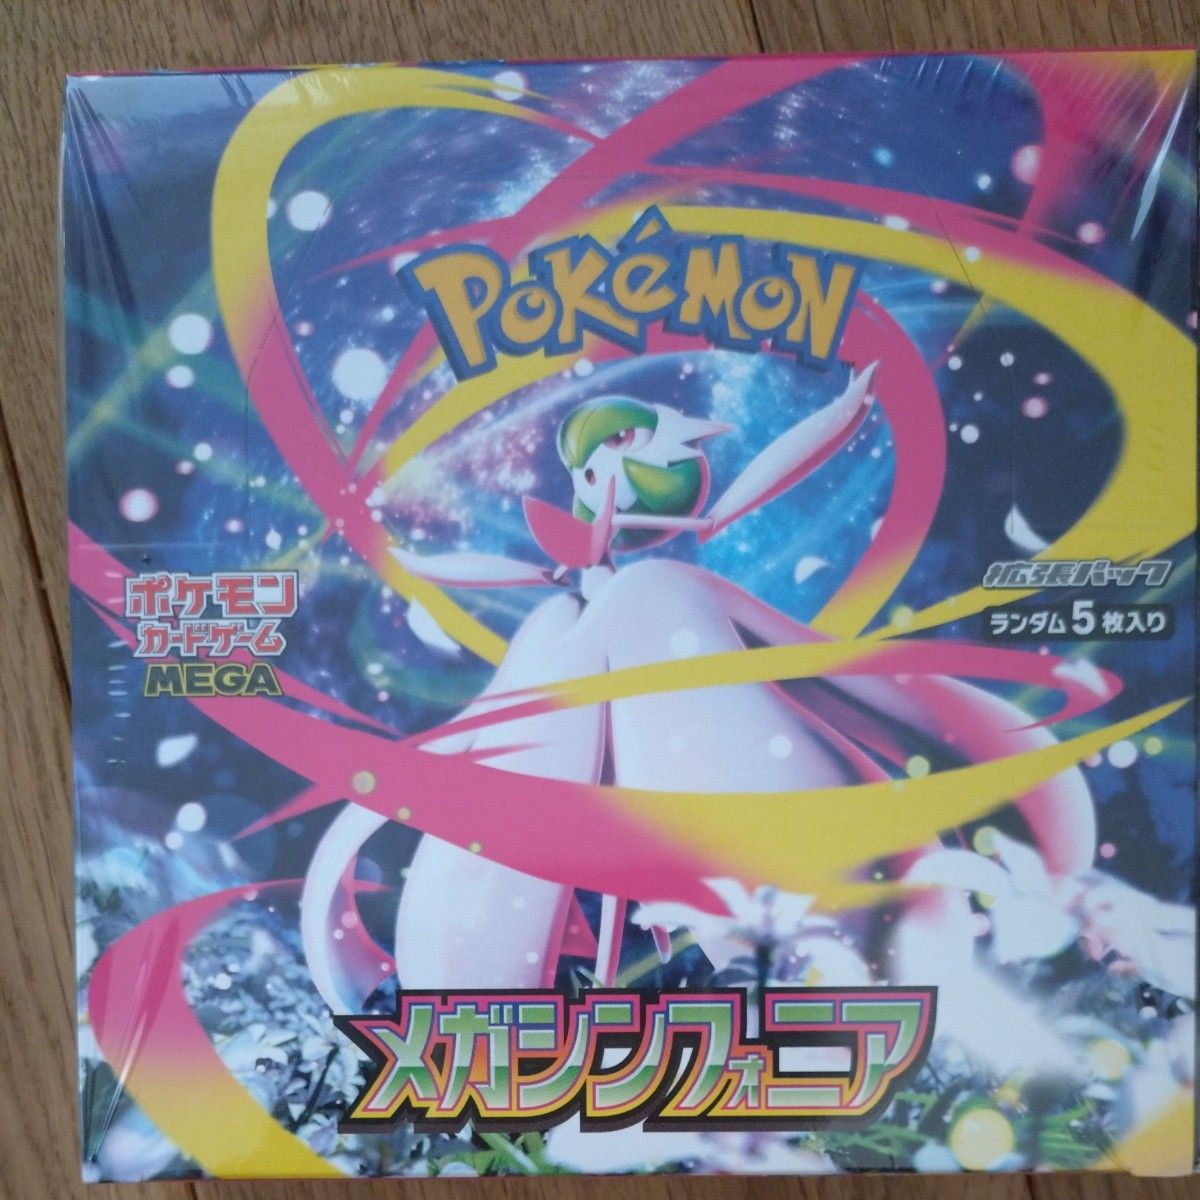 POKéMON
TM
ポケモン
カードゲーム
MEGA
拡張パック
ランダム5枚入り
メガシンフォニア